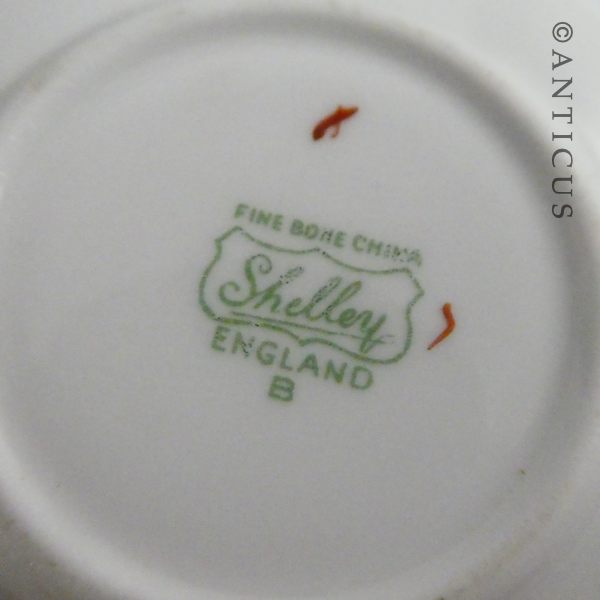 FINE BONE CHINA
Shelley
ENGLAND
B
© ANTICUS